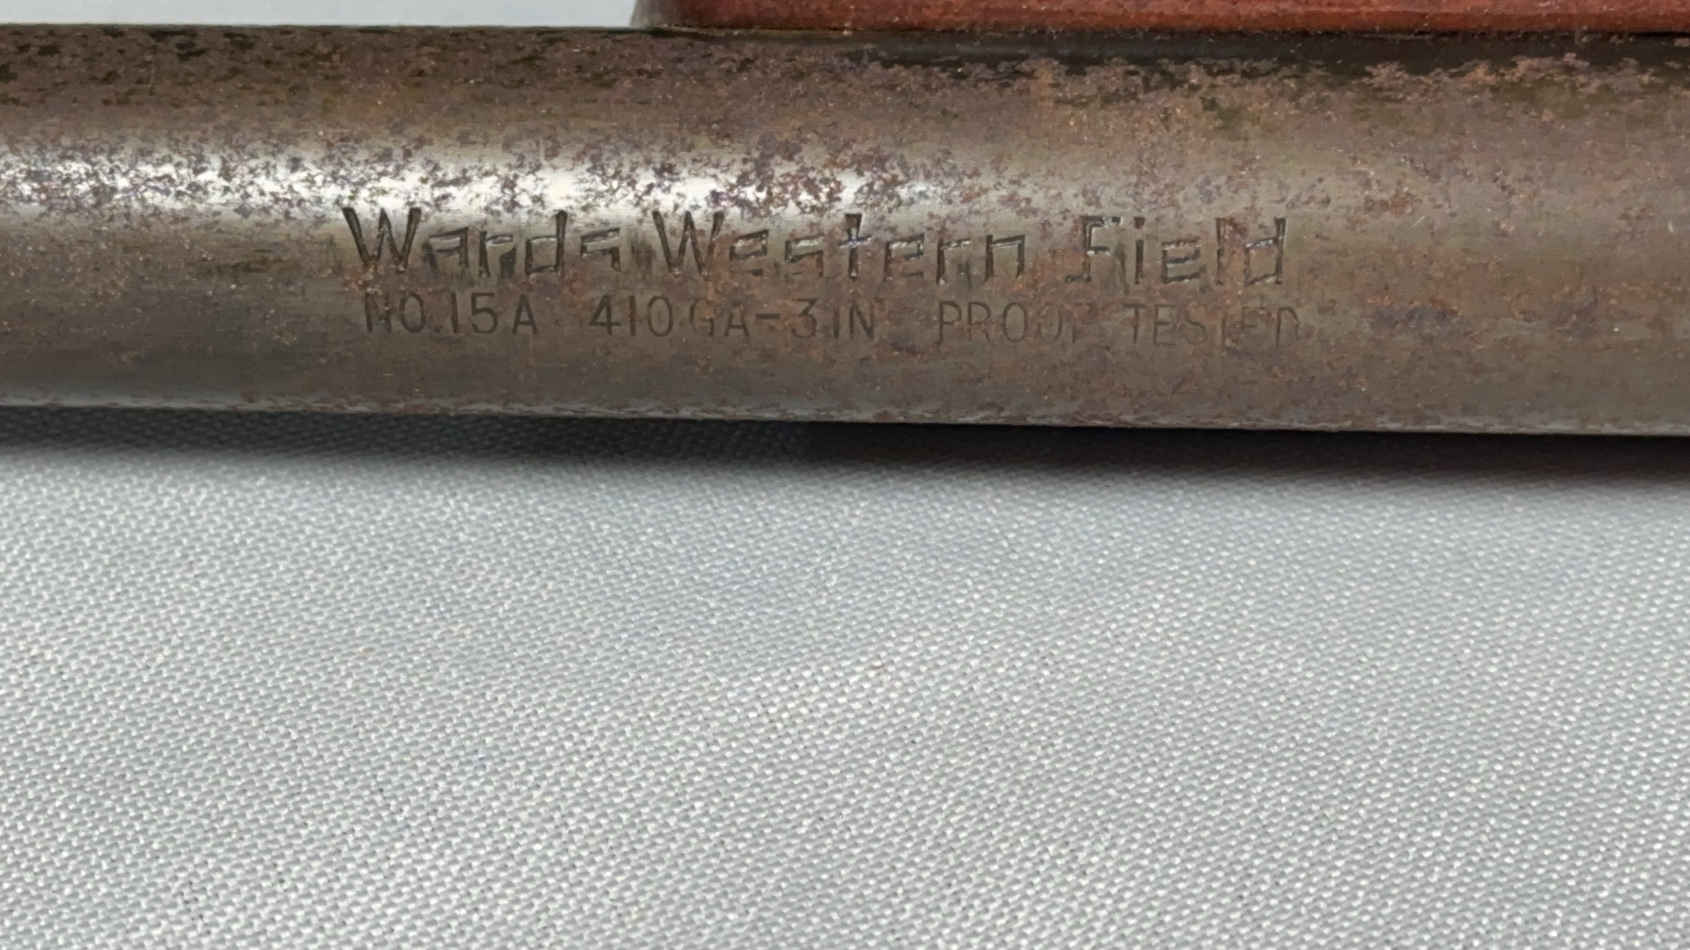 Wards Western Field
NO.15A 410GA-3IN PROOF TESTED